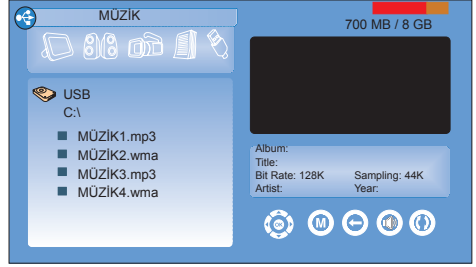 MÜZİK
700 MB / 8 GB
USB
C:\
MÜZİK1.mp3
MÜZİK2.wma
MÜZİK3.mp3
MÜZİK4.wma
Album:
Title:
Bit Rate: 128K Sampling: 44K
Artist: Year:
OK
M